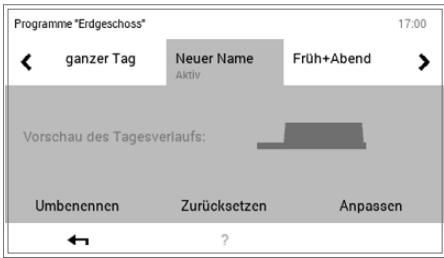 Programme "Erdgeschoss" 17:00
ganzer Tag Neuer Name Früh+Abend
Aktiv
Vorschau des Tagesverlaufs:
Umbenennen Zurücksetzen Anpassen
?